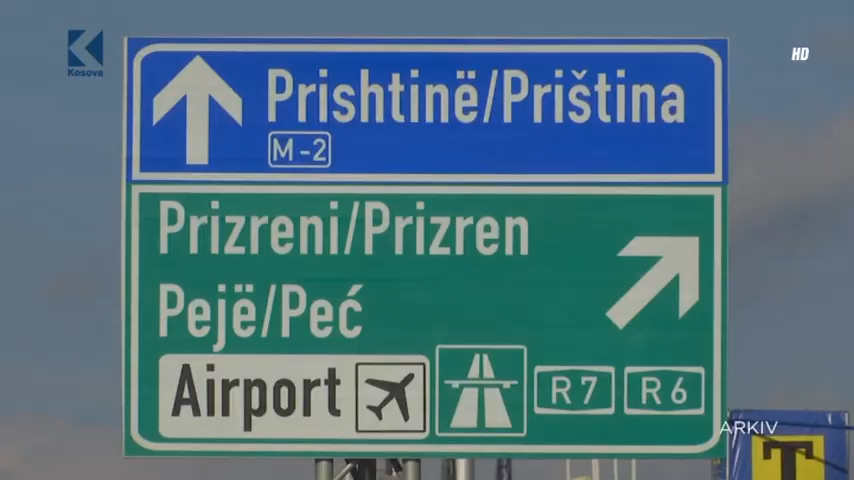 Kosova
HD
Prishtinë/Priština
M-2
Prizreni/Prizren
Pejë/Peć
Airport
R7 R6
ARKIV
T